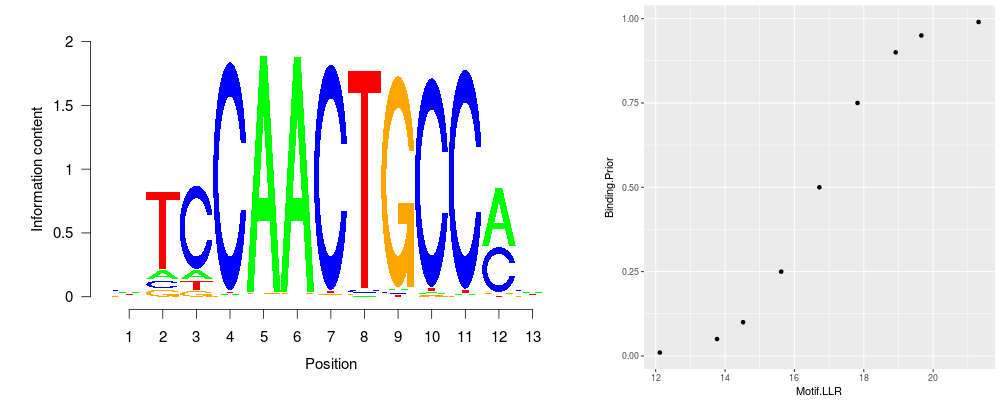 2
1.5
1
0.5
0
Information content
T C C A A C T G C C A
A A C
C T
G G
1 2 3 4 5 6 7 8 9 10 11 12 13
Position
1.00
0.75
0.50
0.25
0.00
Binding.Prior
12 14 16 18 20
Motif.LLR